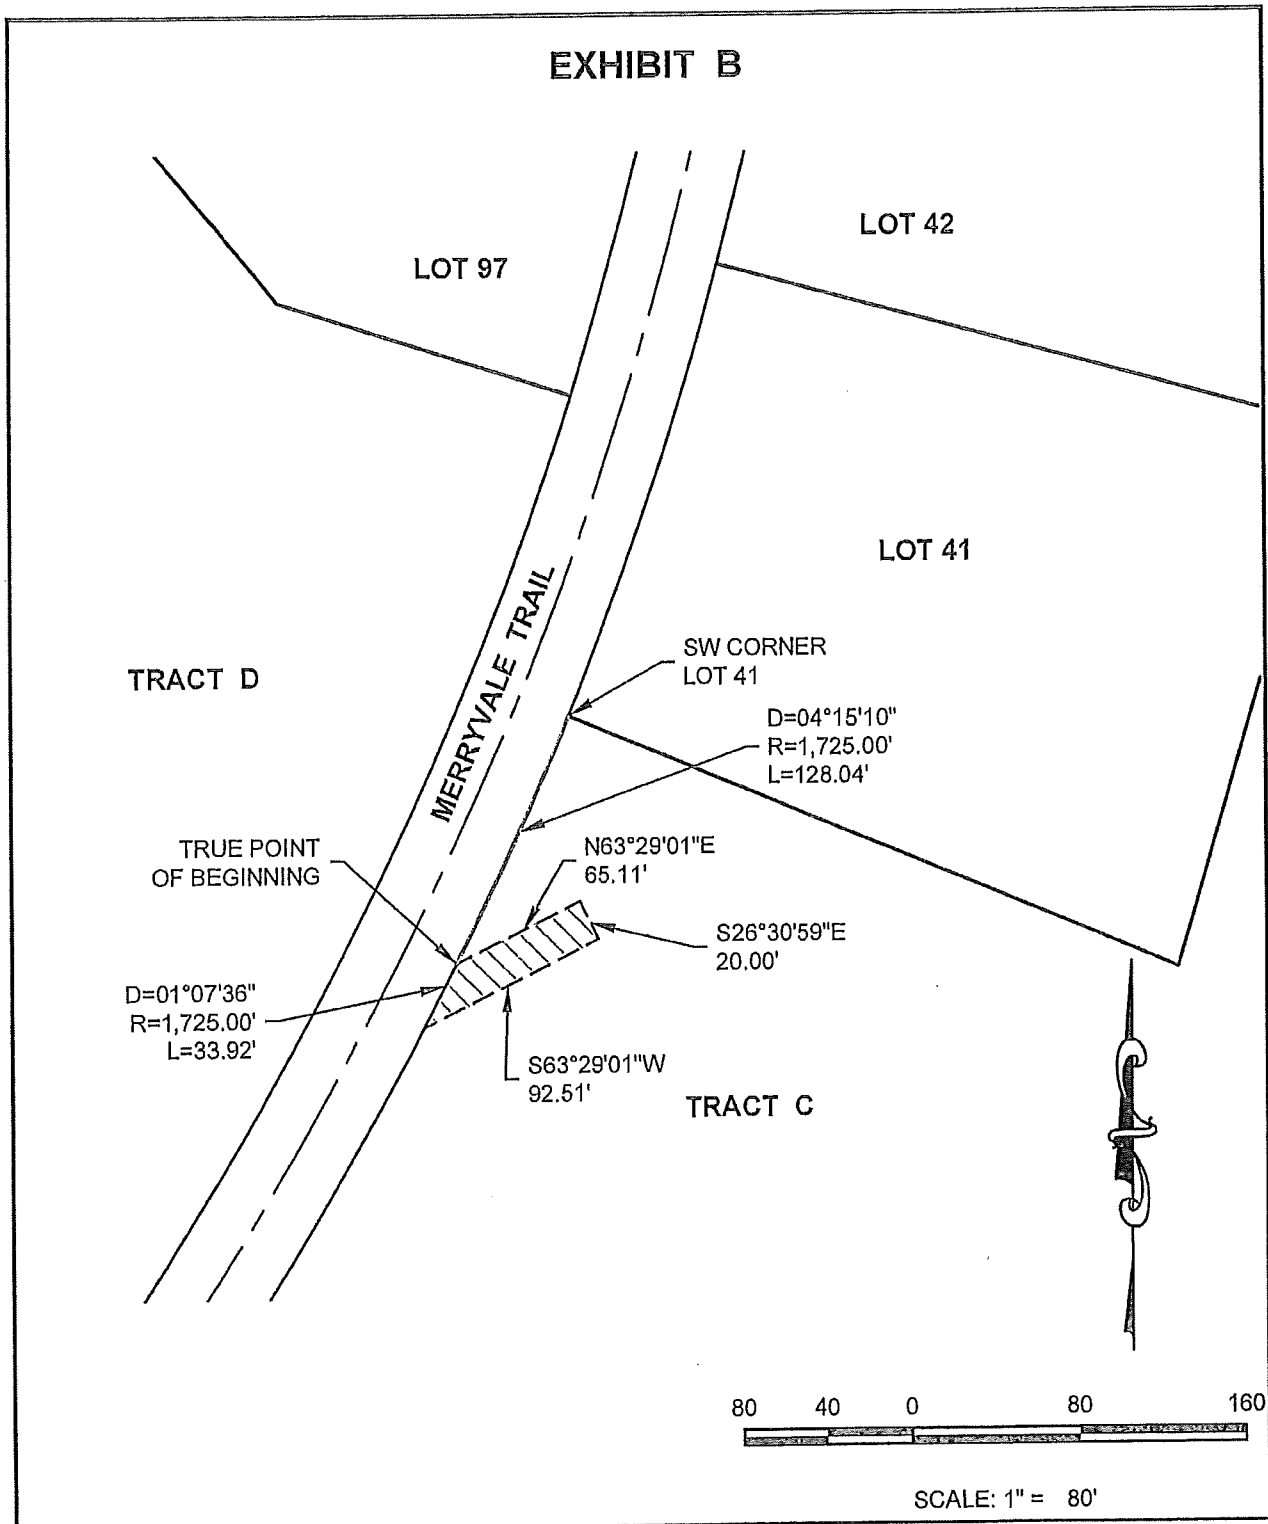 EXHIBIT B
LOT 42
LOT 97
LOT 41
MERRYVALE TRAIL
SW CORNER
LOT 41
TRACT D
D=04°15'10"
R=1,725.00'
L=128.04'
TRUE POINT
OF BEGINNING
N63°29'01"E
65.11'
S26°30'59"E
20.00'
D=01°07'36"
R=1,725.00'
L=33.92'
S63°29'01"W
92.51'
TRACT C
80 40 0 80 160
SCALE: 1" = 80'